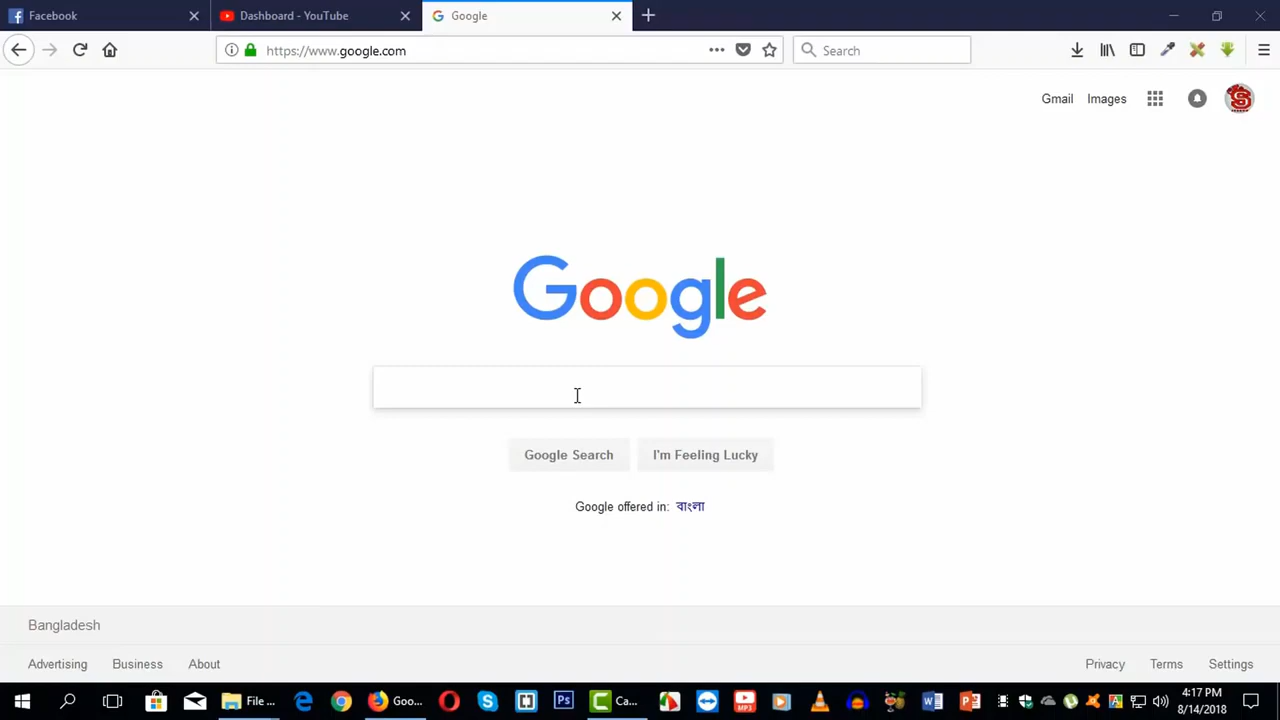 Facebook
Dashboard - YouTube
Google
https://www.google.com
Search
Gmail
Images
Google
Google Search
I'm Feeling Lucky
Google offered in: বাংলা
Bangladesh
Advertising
Business
About
Privacy
Terms
Settings
File ...
Goo...
Ca...
4:17 PM
8/14/2018